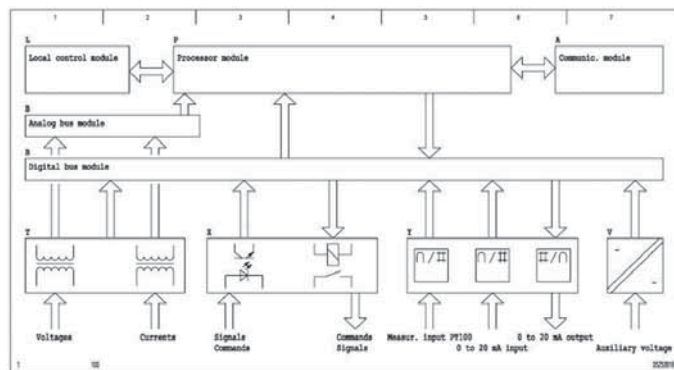 1 2 3 4 5 6 7
L P A
Local control module Processor module Communic. module
B
Analog bus module
B
Digital bus module
T X Y V
Voltages Currents Signals Commands Measur. input PT100 0 to 20 mA output
Commands Signals 0 to 20 mA input Auxiliary voltage
1 100